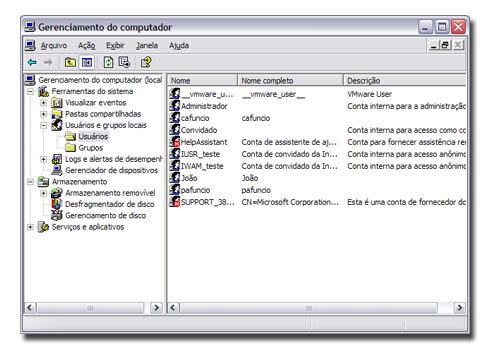 Gerenciamento do computador
Arquivo Ação Exibir Janela Ajuda
Gerenciamento do computador (local
Ferramentas do sistema
Visualizar eventos
Pastas compartilhadas
Usuários e grupos locais
Usuários
Grupos
Logs e alertas de desempenh
Gerenciador de dispositivos
Armazenamento
Armazenamento removível
Desfragmentador de disco
Gerenciamento de disco
Serviços e aplicativos
Nome Nome completo Descrição
__vmware_u... __vmware_user__ VMware User
Administrador Conta interna para a administração
cafuncio cafuncio
Convidado Conta interna para acesso como co
HelpAssistant Conta de assistente de aj... Conta para fornecer assistência re
IUSR_teste Conta de convidado da In... Conta interna para acesso anônimo
IWAM_teste Conta de convidado da In... Conta interna para acesso anônimo
João João
pafuncio pafuncio
SUPPORT_38... CN=Microsoft Corporation... Esta é uma conta de fornecedor do